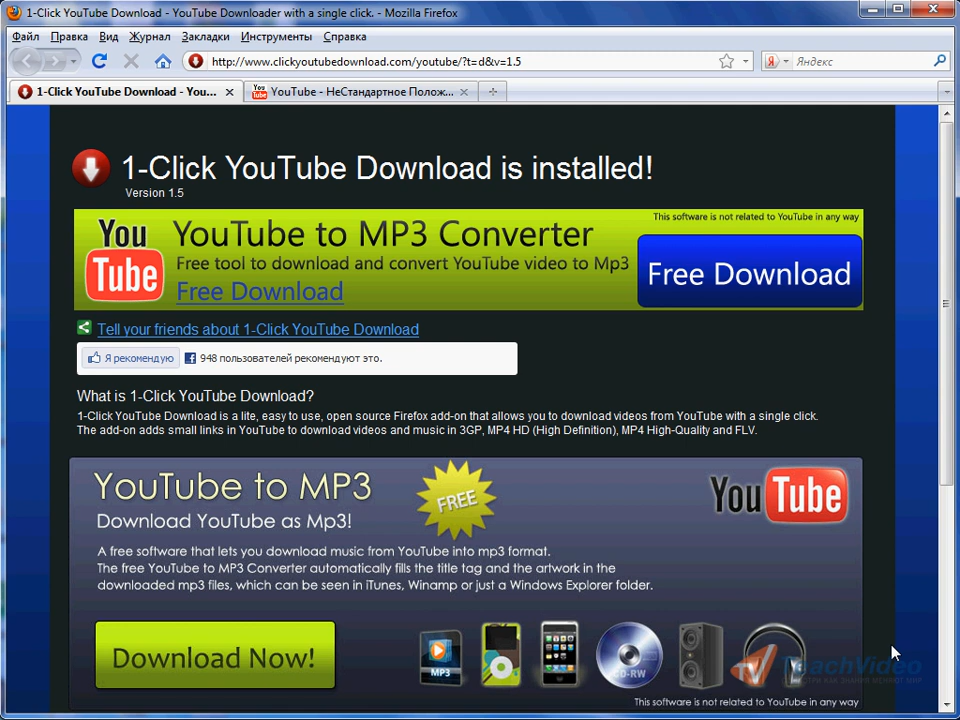 1-Click YouTube Download - YouTube Downloader with a single click. - Mozilla Firefox
Файл Правка Вид Журнал Закладки Инструменты Справка
http://www.clickyoutubedownload.com/youtube/?t=d&v=1.5
Яндекс
1-Click YouTube Download - You...
You Tube
YouTube - НеСтандартное Полож...
1-Click YouTube Download is installed!
Version 1.5
This software is not related to YouTube in any way
You Tube
YouTube to MP3 Converter
Free tool to download and convert YouTube video to Mp3
Free Download
Free Download
Tell your friends about 1-Click YouTube Download
Я рекомендую
948 пользователей рекомендуют это.
What is 1-Click YouTube Download?
1-Click YouTube Download is a lite, easy to use, open source Firefox add-on that allows you to download videos from YouTube with a single click.
The add-on adds small links in YouTube to download videos and music in 3GP, MP4 HD (High Definition), MP4 High-Quality and FLV.
YouTube to MP3
FREE
YouTube
Download YouTube as Mp3!
A free software that lets you download music from YouTube into mp3 format.
The free YouTube to MP3 Converter automatically fills the title tag and the artwork in the
downloaded mp3 files, which can be seen in iTunes, Winamp or just a Windows Explorer folder.
Download Now!
MP3
CD-RW
TeachVideo
This software is not related to YouTube in any way